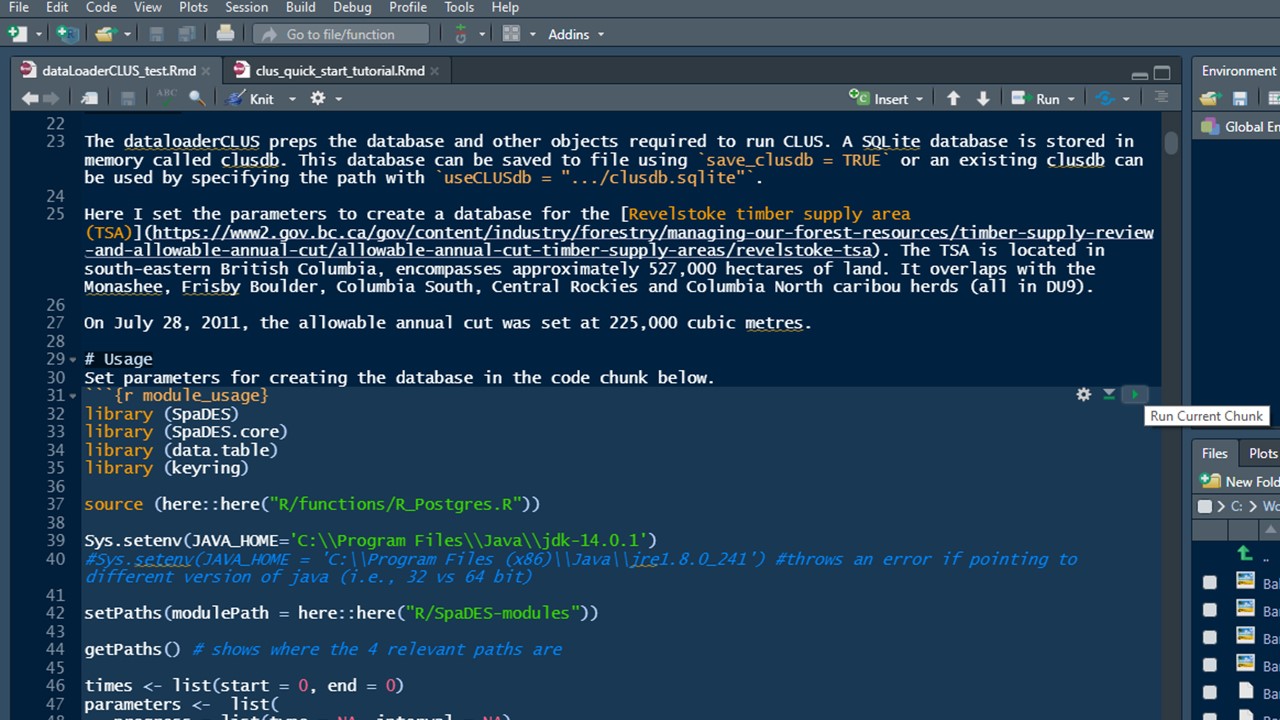 File Edit Code View Plots Session Build Debug Profile Tools Help
Go to file/function Addins
dataLoaderCLUS_test.Rmd clus_quick_start_tutorial.Rmd
Environment
ABC Knit Insert Run
Global En
22
23 The dataloaderCLUS preps the database and other objects required to run CLUS. A SQLite database is stored in
memory called clusdb. This database can be saved to file using `save_clusdb = TRUE` or an existing clusdb can
be used by specifying the path with `useCLUSdb = ".../clusdb.sqlite"`.
24
25 Here I set the parameters to create a database for the [Revelstoke timber supply area
(TSA)](https://www2.gov.bc.ca/gov/content/industry/forestry/managing-our-forest-resources/timber-supply-review
-and-allowable-annual-cut/allowable-annual-cut-timber-supply-areas/revelstoke-tsa). The TSA is located in
south-eastern British Columbia, encompasses approximately 527,000 hectares of land. It overlaps with the
Monashee, Frisby Boulder, Columbia South, Central Rockies and Columbia North caribou herds (all in DU9).
26
27 On July 28, 2011, the allowable annual cut was set at 225,000 cubic metres.
28
29 # Usage
30 Set parameters for creating the database in the code chunk below.
31 ```{r module_usage}
Run Current Chunk
32 library (SpaDES)
33 library (SpaDES.core)
34 library (data.table)
35 library (keyring)
36
37 source (here::here("R/functions/R_Postgres.R"))
38
39 Sys.setenv(JAVA_HOME='C:\\Program Files\\Java\\jdk-14.0.1')
40 #Sys.setenv(JAVA_HOME = 'C:\\Program Files (x86)\\Java\\jre1.8.0_241') #throws an error if pointing to
different version of java (i.e., 32 vs 64 bit)
41
42 setPaths(modulePath = here::here("R/SpaDES-modules"))
43
44 getPaths() # shows where the 4 relevant paths are
45
46 times <- list(start = 0, end = 0)
47 parameters <- list(
Files Plots
New Fold
C: Wo
..
Ba
Bar
Bar
Bar
Bar